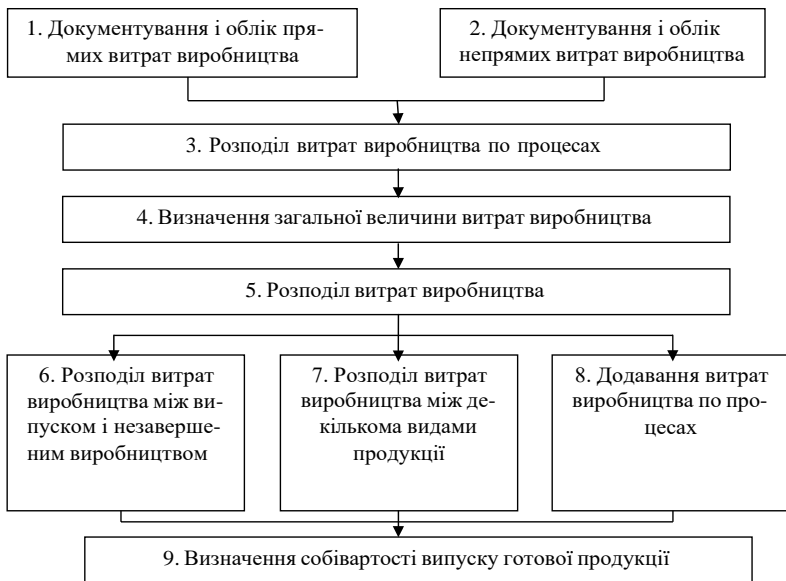 1. Документування і облік пря-
мих витрат виробництва
2. Документування і облік
непрямих витрат виробництва
3. Розподіл витрат виробництва по процесах
4. Визначення загальної величини витрат виробництва
5. Розподіл витрат виробництва
6. Розподіл витрат
виробництва між ви-
пуском і незаверше-
ним виробництвом
7. Розподіл витрат
виробництва між де-
кількома видами
продукції
8. Додавання витрат
виробництва по про-
цесах
9. Визначення собівартості випуску готової продукції